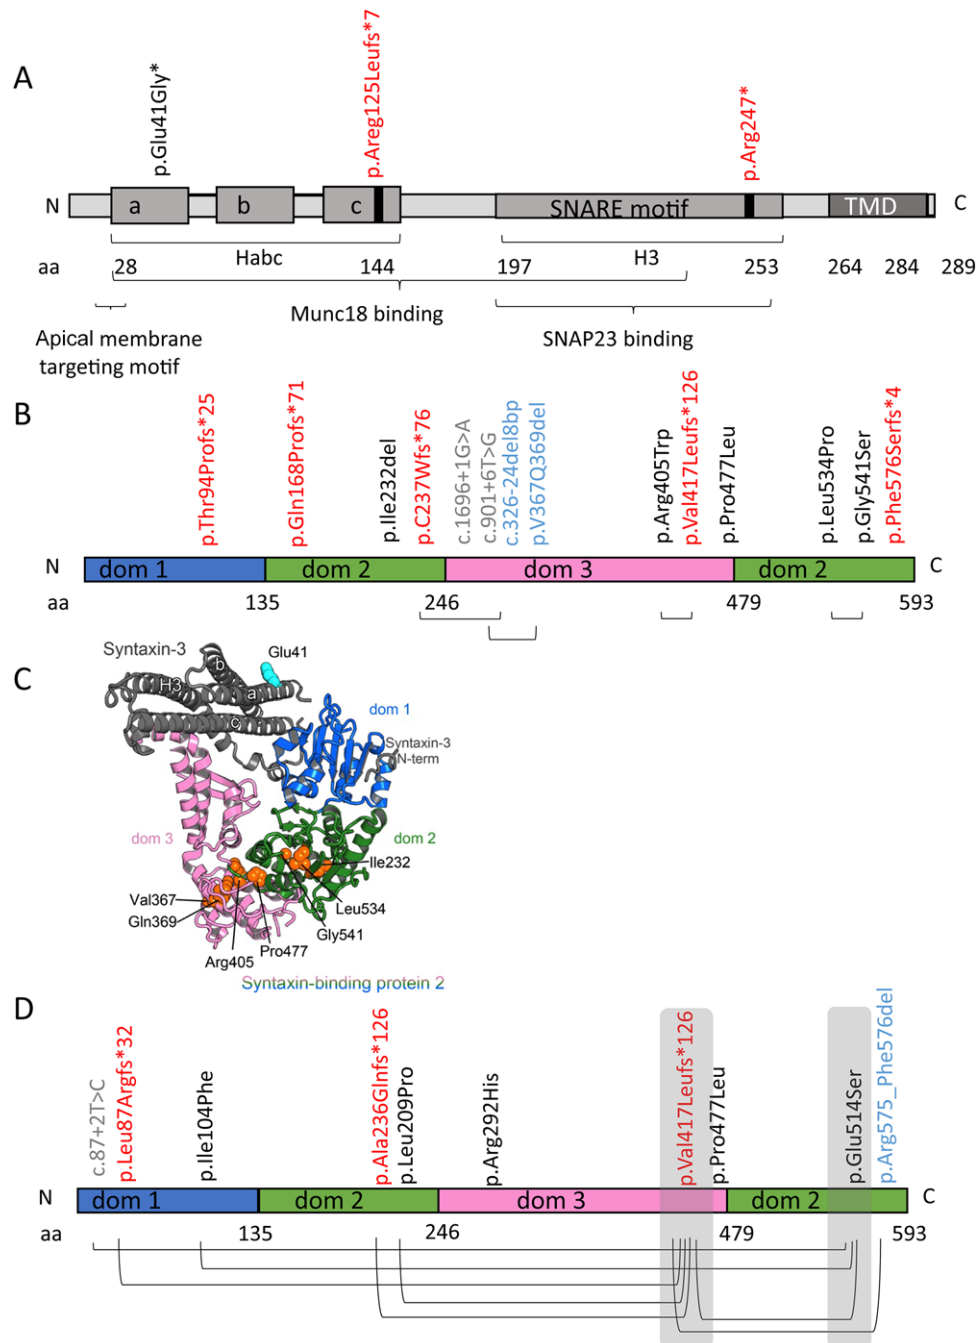 A
p.Glu41Gly*
p.Areg125Leufs*7
p.Arg247*
N
a
b
c
SNARE motif
TMD
C
Habc
H3
aa
28
144
197
253
264
284
289
Munc18 binding
SNAP23 binding
Apical membrane
targeting motif
B
p.Thr94Profs*25
p.Gln168Profs*71
p.Ile232del
p.C237Wfs*76
c.1696+1G>A
c.901+6T>G
c.326-24del8bp
p.V367Q369del
p.Arg405Trp
p.Val417Leufs*126
p.Pro477Leu
p.Leu534Pro
p.Gly541Ser
p.Phe576Serfs*4
N
dom 1
dom 2
dom 3
dom 2
C
aa
135
246
479
593
C
Syntaxin-3
Glu41
b
H3
a
c
dom 1
Syntaxin-3
N-term
dom 3
dom 2
Ile232
Val367
Gln369
Leu534
Gly541
Arg405
Pro477
Syntaxin-binding protein 2
D
c.87+2T>C
p.Leu87Argfs*32
p.Ile104Phe
p.Ala236Glnfs*126
p.Leu209Pro
p.Arg292His
p.Val417Leufs*126
p.Pro477Leu
p.Glu514Ser
p.Arg575_Phe576del
N
dom 1
dom 2
dom 3
dom 2
C
aa
135
246
479
593